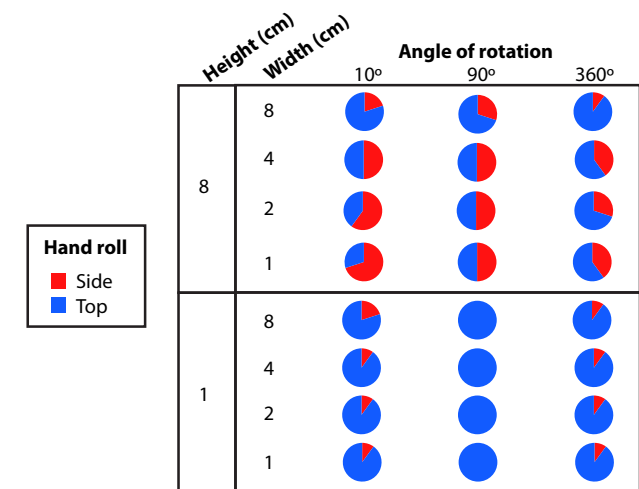 Height (cm) Width (cm) Angle of rotation
10º 90º 360º
8
4
8
2
1
Hand roll
Side
Top
8
4
1
2
1